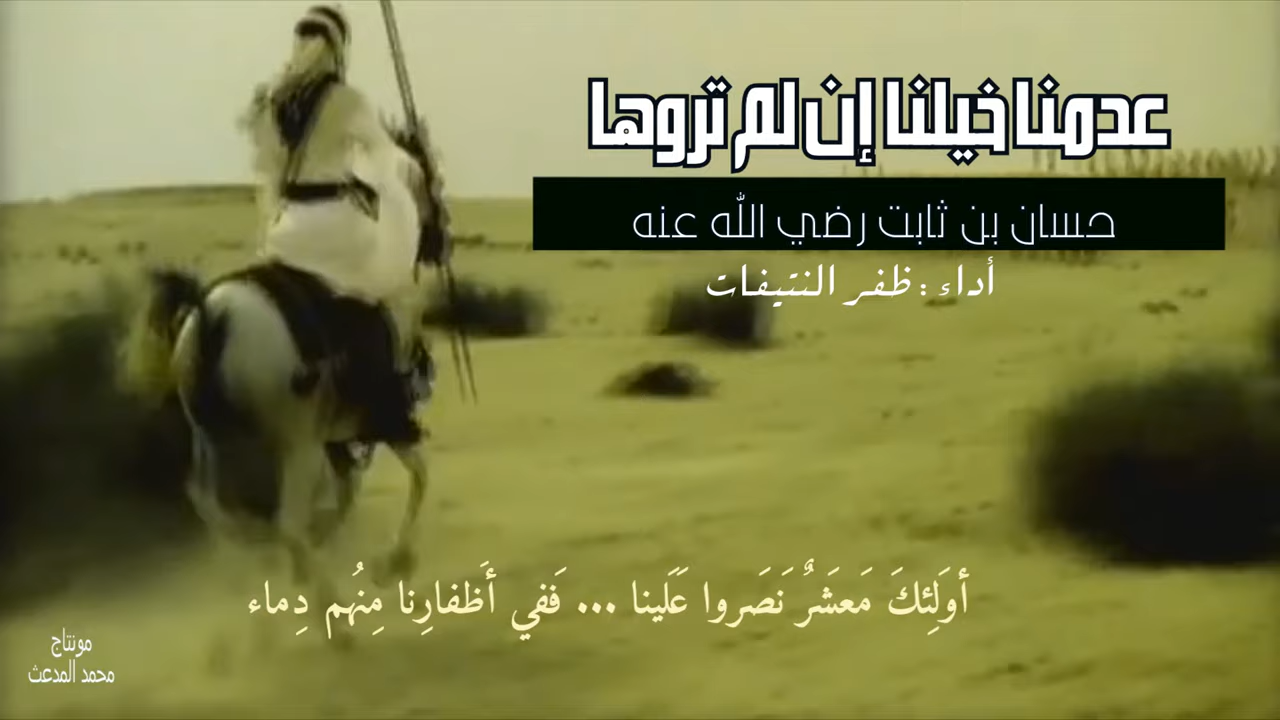 عدمنا خيلنا إن لم تروها
حسان بن ثابت رضي الله عنه
أداء : ظفر النتيفات
أولَئِكَ مَعشَرٌ نَصَروا عَلَينا ... فَفي أَظفارِنا مِنهُم دِماء
مونتاج
محمد المدعث